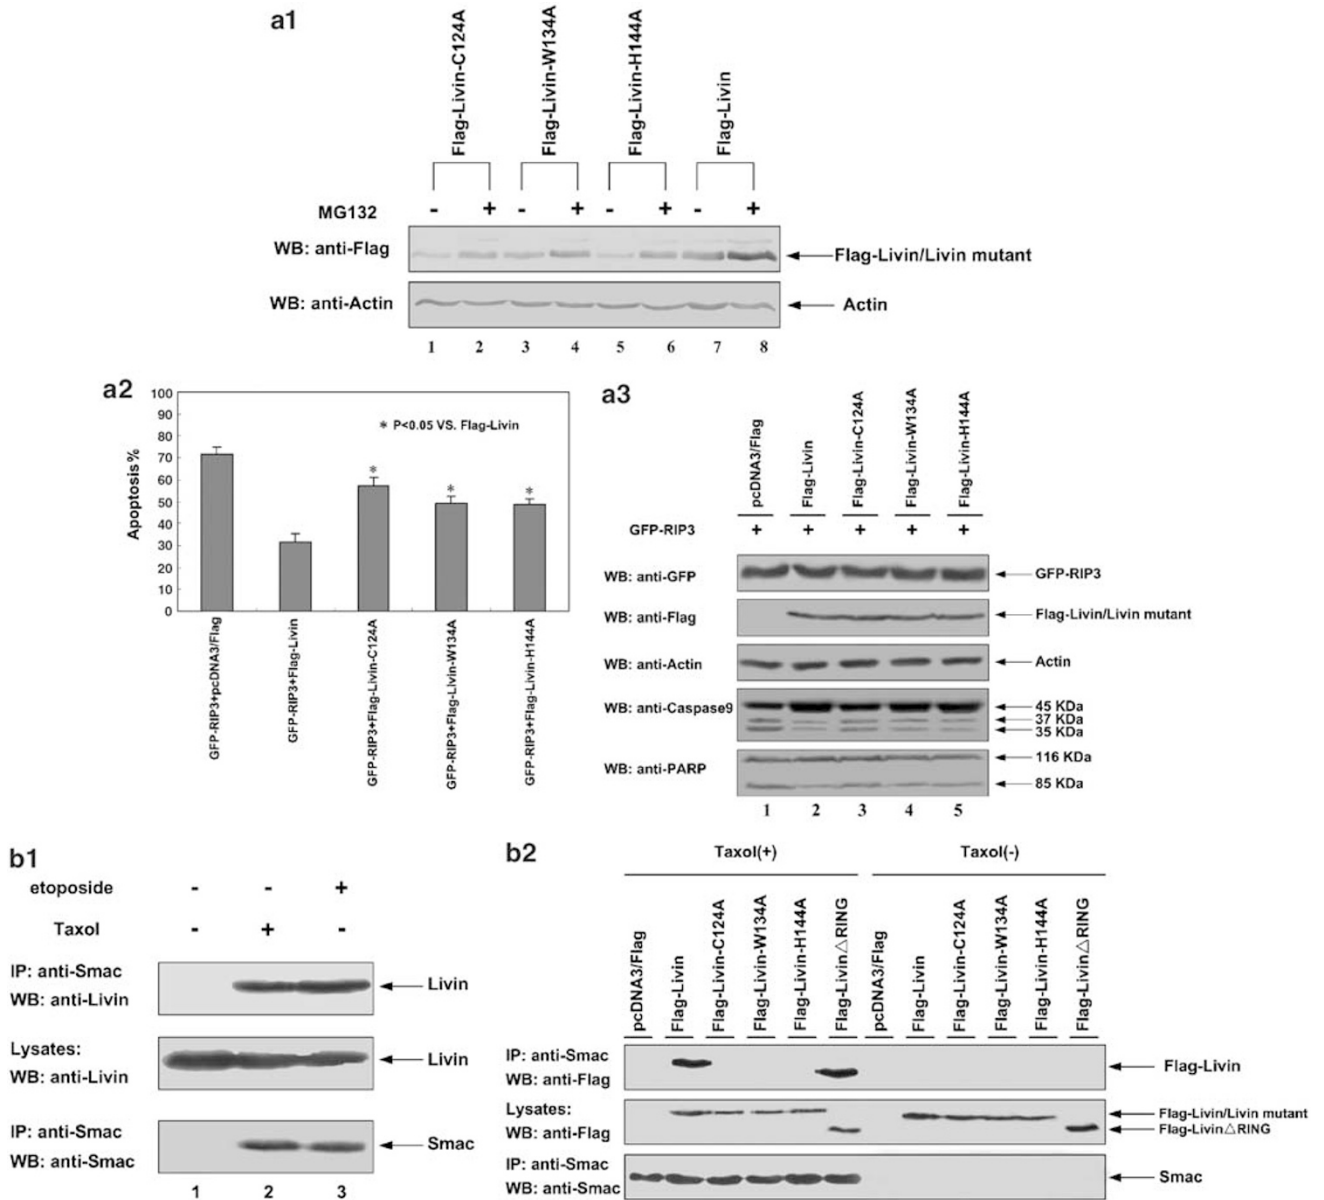 a1
Flag-Livin-C124A
Flag-Livin-W134A
Flag-Livin-H144A
Flag-Livin
MG132 - + - + - + - +
WB: anti-Flag
Flag-Livin/Livin mutant
WB: anti-Actin
Actin
1 2 3 4 5 6 7 8
a2
100
90
80
70
60
50
40
30
20
10
0
Apoptosis%
* P<0.05 VS. Flag-Livin
*
*
*
GFP-RIP3+pcDNA3/Flag
GFP-RIP3+Flag-Livin
GFP-RIP3+Flag-Livin-C124A
GFP-RIP3+Flag-Livin-W134A
GFP-RIP3+Flag-Livin-H144A
a3
pcDNA3/Flag
Flag-Livin
Flag-Livin-C124A
Flag-Livin-W134A
Flag-Livin-H144A
GFP-RIP3 + + + + +
WB: anti-GFP
GFP-RIP3
WB: anti-Flag
Flag-Livin/Livin mutant
WB: anti-Actin
Actin
WB: anti-Caspase9
45 KDa
37 KDa
35 KDa
WB: anti-PARP
116 KDa
85 KDa
1 2 3 4 5
b1
etoposide - - +
Taxol - + -
IP: anti-Smac
WB: anti-Livin
Livin
Lysates:
WB: anti-Livin
Livin
IP: anti-Smac
WB: anti-Smac
Smac
1 2 3
b2
Taxol(+) Taxol(-)
pcDNA3/Flag
Flag-Livin
Flag-Livin-C124A
Flag-Livin-W134A
Flag-Livin-H144A
Flag-Livin△RING
pcDNA3/Flag
Flag-Livin
Flag-Livin-C124A
Flag-Livin-W134A
Flag-Livin-H144A
Flag-Livin△RING
IP: anti-Smac
WB: anti-Flag
Flag-Livin
Lysates:
WB: anti-Flag
Flag-Livin/Livin mutant
Flag-Livin△RING
IP: anti-Smac
WB: anti-Smac
Smac